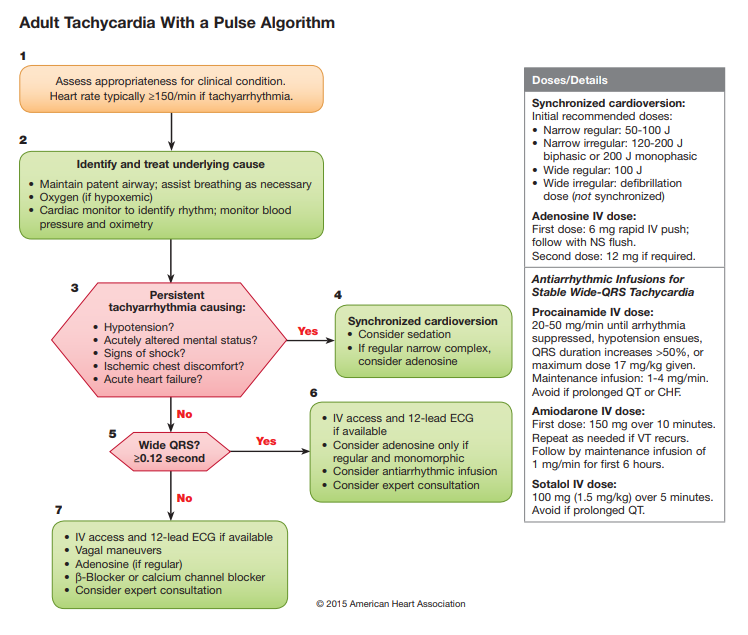 Adult Tachycardia With a Pulse Algorithm
1
Assess appropriateness for clinical condition.
Heart rate typically ≥150/min if tachyarrhythmia.
2
Identify and treat underlying cause
• Maintain patent airway; assist breathing as necessary
• Oxygen (if hypoxemic)
• Cardiac monitor to identify rhythm; monitor blood
pressure and oximetry
3
Persistent
tachyarrhythmia causing:
• Hypotension?
• Acutely altered mental status?
• Signs of shock?
• Ischemic chest discomfort?
• Acute heart failure?
Yes
4
Synchronized cardioversion
• Consider sedation
• If regular narrow complex,
consider adenosine
No
5
Wide QRS?
≥0.12 second
Yes
6
• IV access and 12-lead ECG
if available
• Consider adenosine only if
regular and monomorphic
• Consider antiarrhythmic infusion
• Consider expert consultation
No
7
• IV access and 12-lead ECG if available
• Vagal maneuvers
• Adenosine (if regular)
• β-Blocker or calcium channel blocker
• Consider expert consultation
Doses/Details
Synchronized cardioversion:
Initial recommended doses:
• Narrow regular: 50-100 J
• Narrow irregular: 120-200 J
biphasic or 200 J monophasic
• Wide regular: 100 J
• Wide irregular: defibrillation
dose (not synchronized)
Adenosine IV dose:
First dose: 6 mg rapid IV push;
follow with NS flush.
Second dose: 12 mg if required.
Antiarrhythmic Infusions for
Stable Wide-QRS Tachycardia
Procainamide IV dose:
20-50 mg/min until arrhythmia
suppressed, hypotension ensues,
QRS duration increases >50%, or
maximum dose 17 mg/kg given.
Maintenance infusion: 1-4 mg/min.
Avoid if prolonged QT or CHF.
Amiodarone IV dose:
First dose: 150 mg over 10 minutes.
Repeat as needed if VT recurs.
Follow by maintenance infusion of
1 mg/min for first 6 hours.
Sotalol IV dose:
100 mg (1.5 mg/kg) over 5 minutes.
Avoid if prolonged QT.
© 2015 American Heart Association